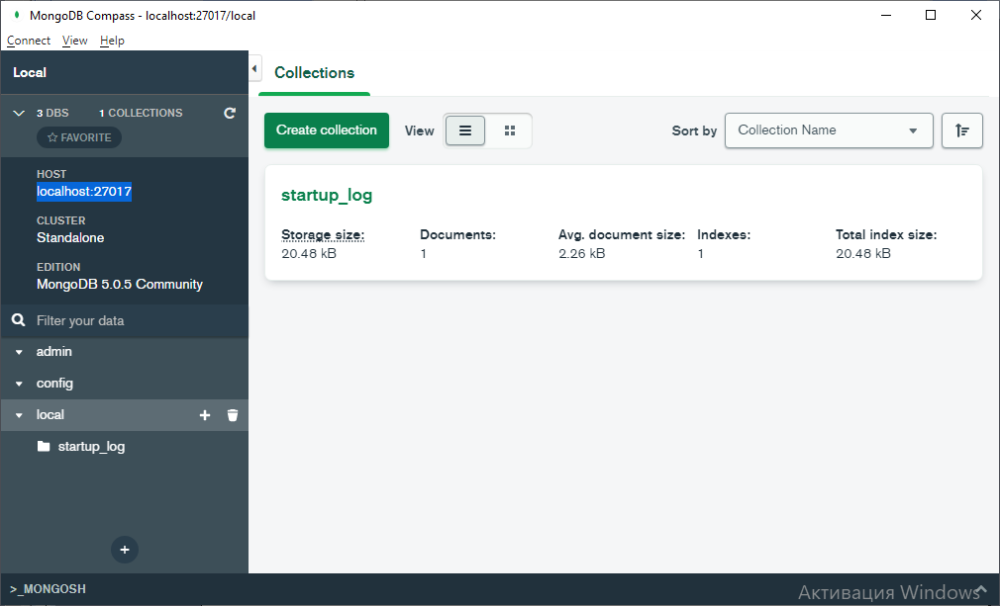 MongoDB Compass - localhost:27017/local
Connect View Help
Local
Collections
3 DBS 1 COLLECTIONS
FAVORITE
Create collection View Sort by Collection Name
HOST
localhost:27017
CLUSTER
Standalone
EDITION
MongoDB 5.0.5 Community
Filter your data
admin
config
local
startup_log
startup_log
Storage size: Documents: Avg. document size: Indexes: Total index size:
20.48 kB 1 2.26 kB 1 20.48 kB
>_MONGOSH
Активация Windows